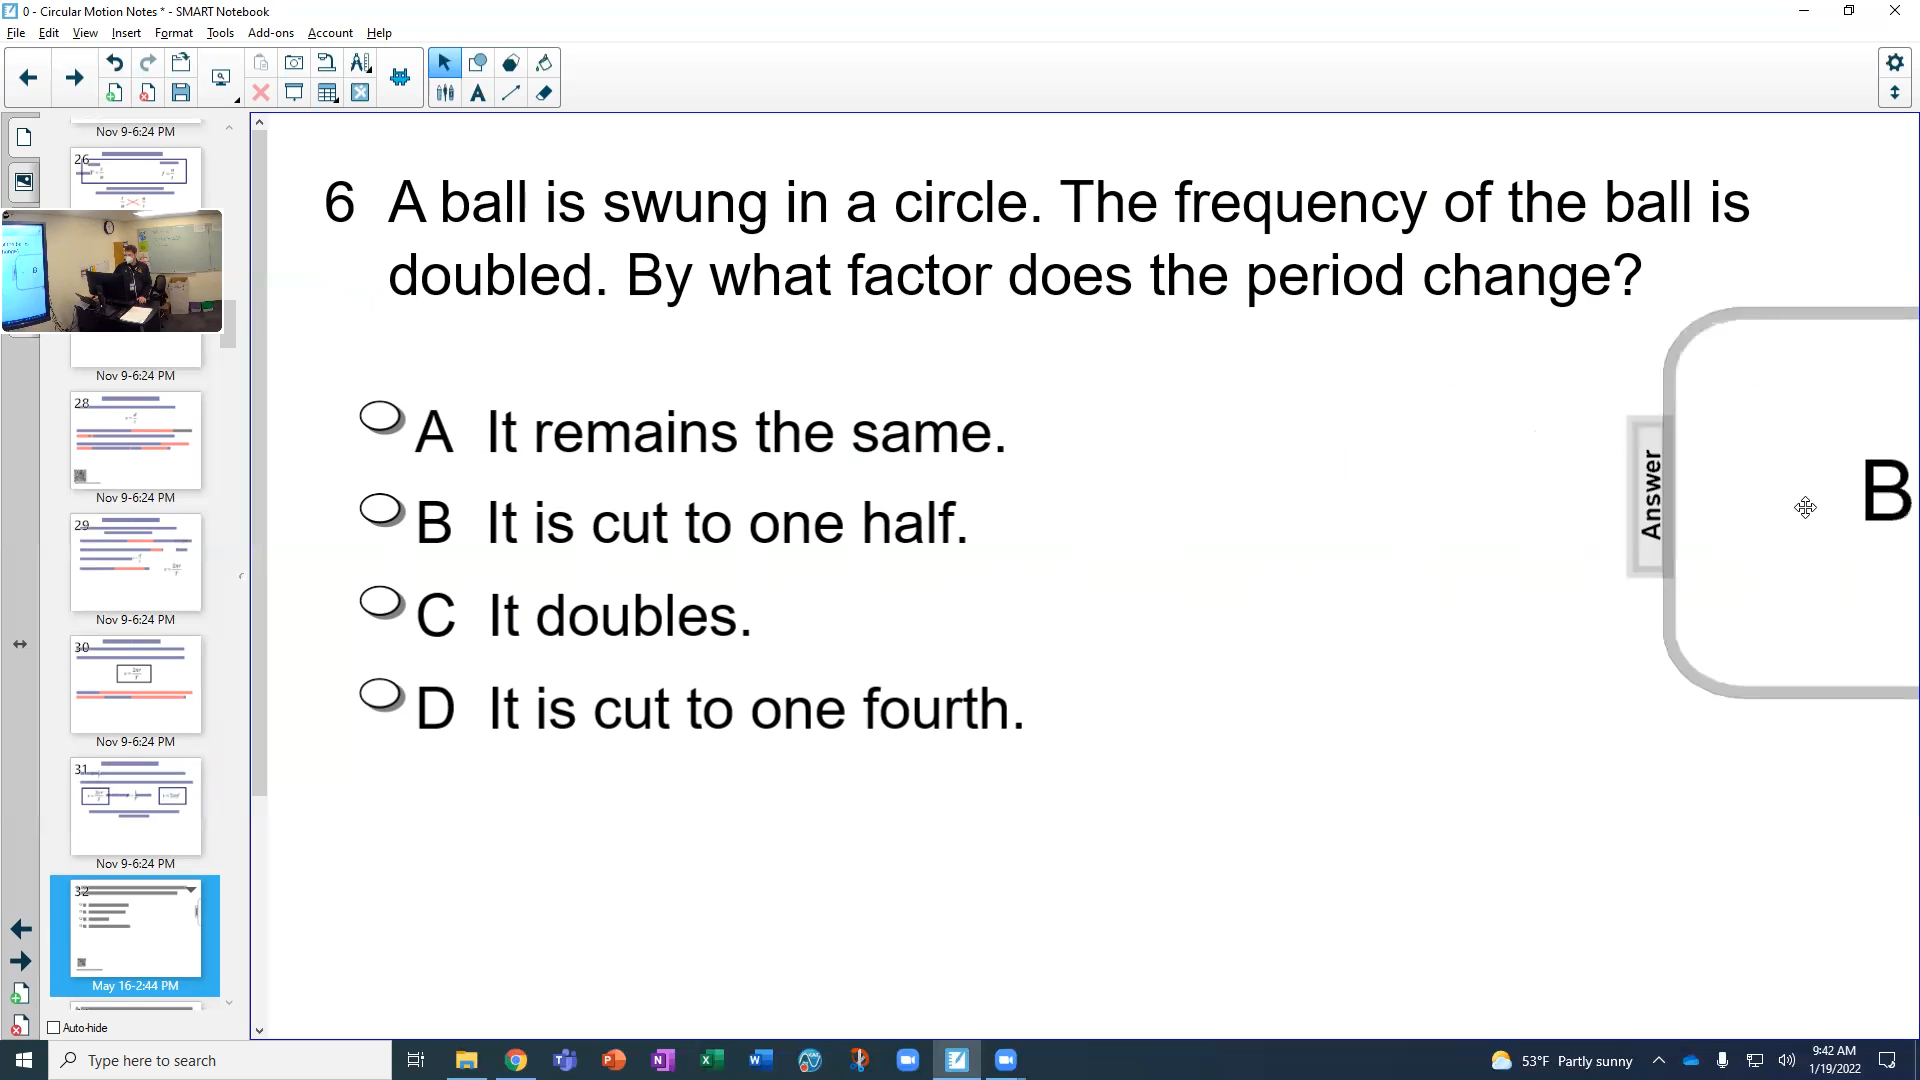 0 - Circular Motion Notes * - SMART Notebook
File Edit View Insert Format Tools Add-ons Account Help
Nov 9-6:24 PM
26
Nov 9-6:24 PM
28
Nov 9-6:24 PM
29
Nov 9-6:24 PM
30
Nov 9-6:24 PM
31
Nov 9-6:24 PM
32
May 16-2:44 PM
Auto-hide
6 A ball is swung in a circle. The frequency of the ball is
doubled. By what factor does the period change?
A It remains the same.
B It is cut to one half.
C It doubles.
D It is cut to one fourth.
Answer
B
Type here to search
53°F Partly sunny
9:42 AM
1/19/2022